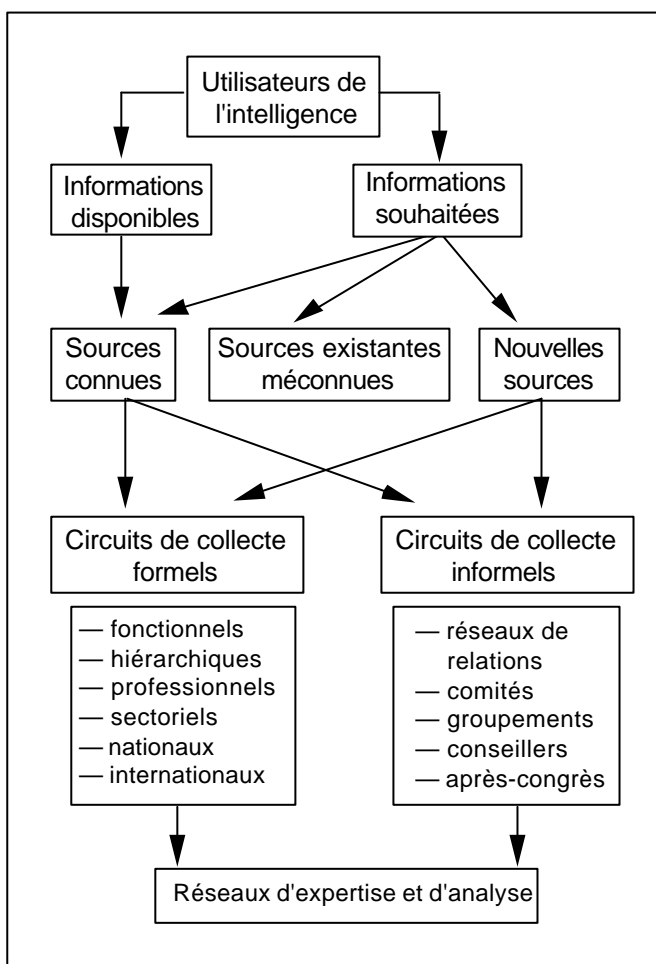 Utilisateurs de
l'intelligence
Informations
disponibles
Informations
souhaitées
Sources
connues
Sources existantes
méconnues
Nouvelles
sources
Circuits de collecte
formels
Circuits de collecte
informels
— fonctionnels
— hiérarchiques
— professionnels
— sectoriels
— nationaux
— internationaux
— réseaux de
relations
— comités
— groupements
— conseillers
— après-congrès
Réseaux d'expertise et d'analyse